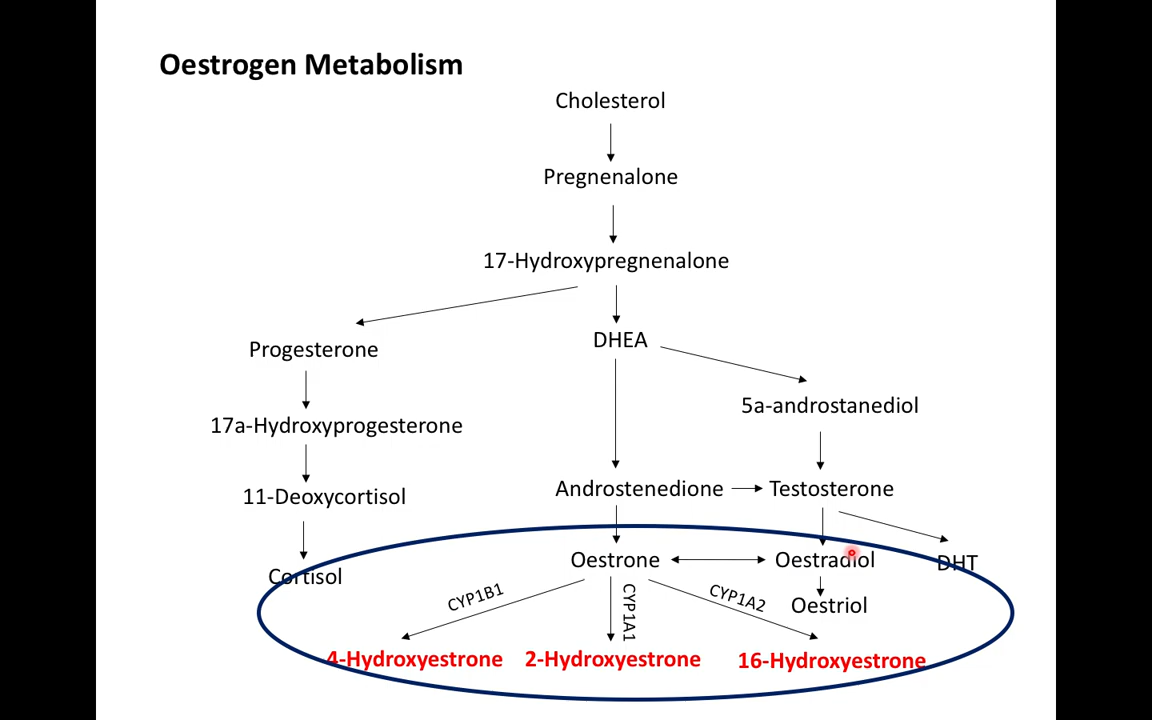 Oestrogen Metabolism
Cholesterol
Pregnenalone
17-Hydroxypregnenalone
Progesterone
DHEA
17a-Hydroxyprogesterone
5a-androstanediol
11-Deoxycortisol
Androstenedione
Testosterone
Cortisol
Oestrone
Oestradiol
DHT
CYP1B1
CYP1A1
CYP1A2
Oestriol
4-Hydroxyestrone
2-Hydroxyestrone
16-Hydroxyestrone